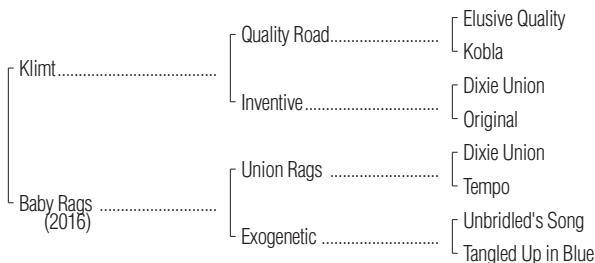 Elusive Quality
Quality Road........................
Kobla
Klimt...................................
Dixie Union
Inventive..............................
Original
Dixie Union
Union Rags ........................
Tempo
Baby Rags .........................
(2016)
Unbridled's Song
Exogenetic ..........................
Tangled Up in Blue